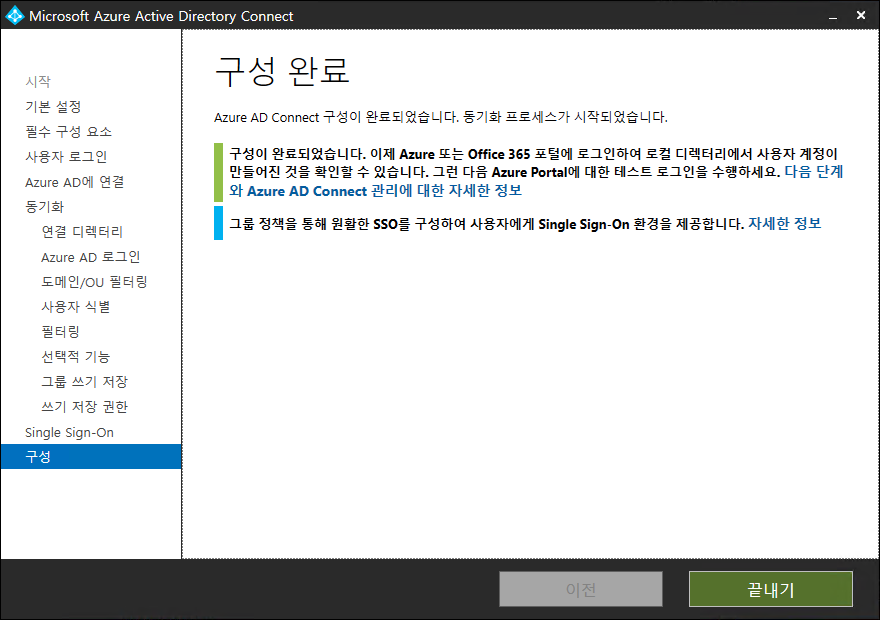 Microsoft Azure Active Directory Connect
시작
기본 설정
필수 구성 요소
사용자 로그인
Azure AD에 연결
동기화
연결 디렉터리
Azure AD 로그인
도메인/OU 필터링
사용자 식별
필터링
선택적 기능
그룹 쓰기 저장
쓰기 저장 권한
Single Sign-On
구성
구성 완료
Azure AD Connect 구성이 완료되었습니다. 동기화 프로세스가 시작되었습니다.
구성이 완료되었습니다. 이제 Azure 또는 Office 365 포털에 로그인하여 로컬 디렉터리에서 사용자 계정이
만들어진 것을 확인할 수 있습니다. 그런 다음 Azure Portal에 대한 테스트 로그인을 수행하세요. 다음 단계
와 Azure AD Connect 관리에 대한 자세한 정보
그룹 정책을 통해 원활한 SSO를 구성하여 사용자에게 Single Sign-On 환경을 제공합니다. 자세한 정보
이전
끝내기